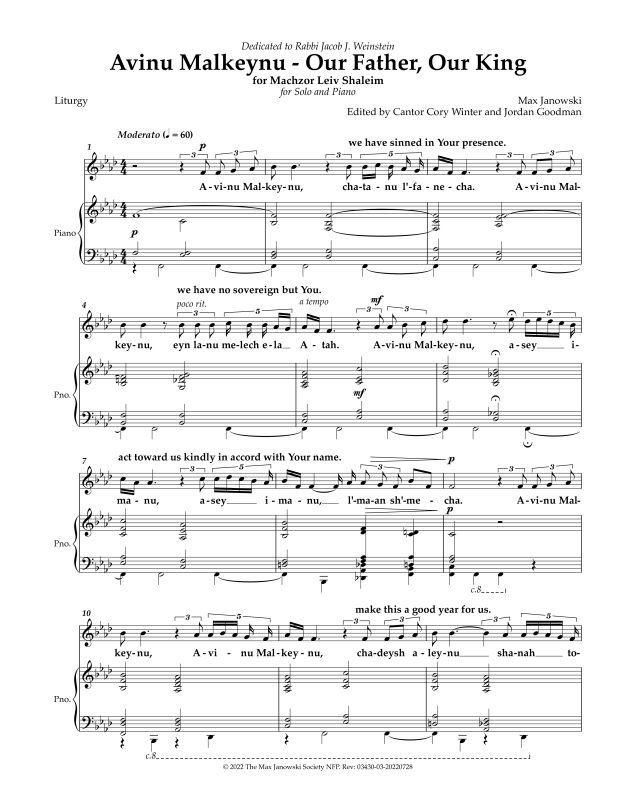 Dedicated to Rabbi Jacob J. Weinstein
Avinu Malkeynu - Our Father, Our King
for Machzor Leiv Shaleim
for Solo and Piano
Liturgy
Max Janowski
Edited by Cantor Cory Winter and Jordan Goodman
Moderato (♩ = 60)
we have sinned in Your presence.
1
p
3 3 3 5 3
A - vi-nu Mal-key-nu, cha-ta - nu l'-fa - ne - cha. A - vi-nu Mal-
Piano
p
we have no sovereign but You.
poco rit. a tempo mf
4
3 5 3 3 3 5
key-nu, eyn la-nu me-lech e-la A - tah. A-vi-nu Mal-key-nu, a-sey i-
Pno.
mf
act toward us kindly in accord with Your name.
7
p
3 5 3 3 3 3
ma - nu, a-sey i-ma-nu, l'-ma-an sh'-me - cha. A-vi-nu Mal-
Pno.
p
c.8
make this a good year for us.
10
3 5 3 3 3 5
key-nu, A - vi - nu Mal-key-nu, cha-deysh a-ley-nu sha-nah to-
Pno.
c.8
© 2022 The Max Janowski Society NFP. Rev: 03430-03-20220728